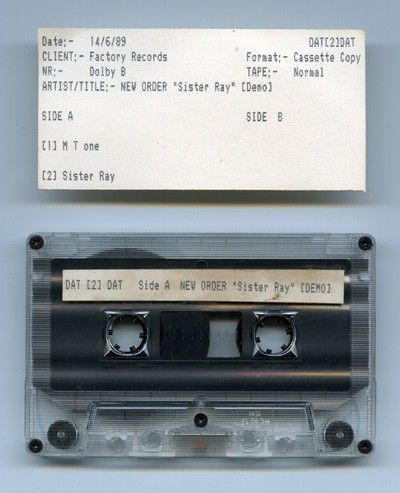 Date;- 14/6/89 DAT[2]DAT
CLIENT;- Factory Records Format;- Cassette Copy
NR;- Dolby B TAPE;- Normal
ARTIST/TITLE;- NEW ORDER "Sister Ray" [Demo]
SIDE A SIDE B
[1] M T one
[2] Sister Ray
DAT [2] DAT Side A NEW ORDER "Sister Ray" [DEMO]